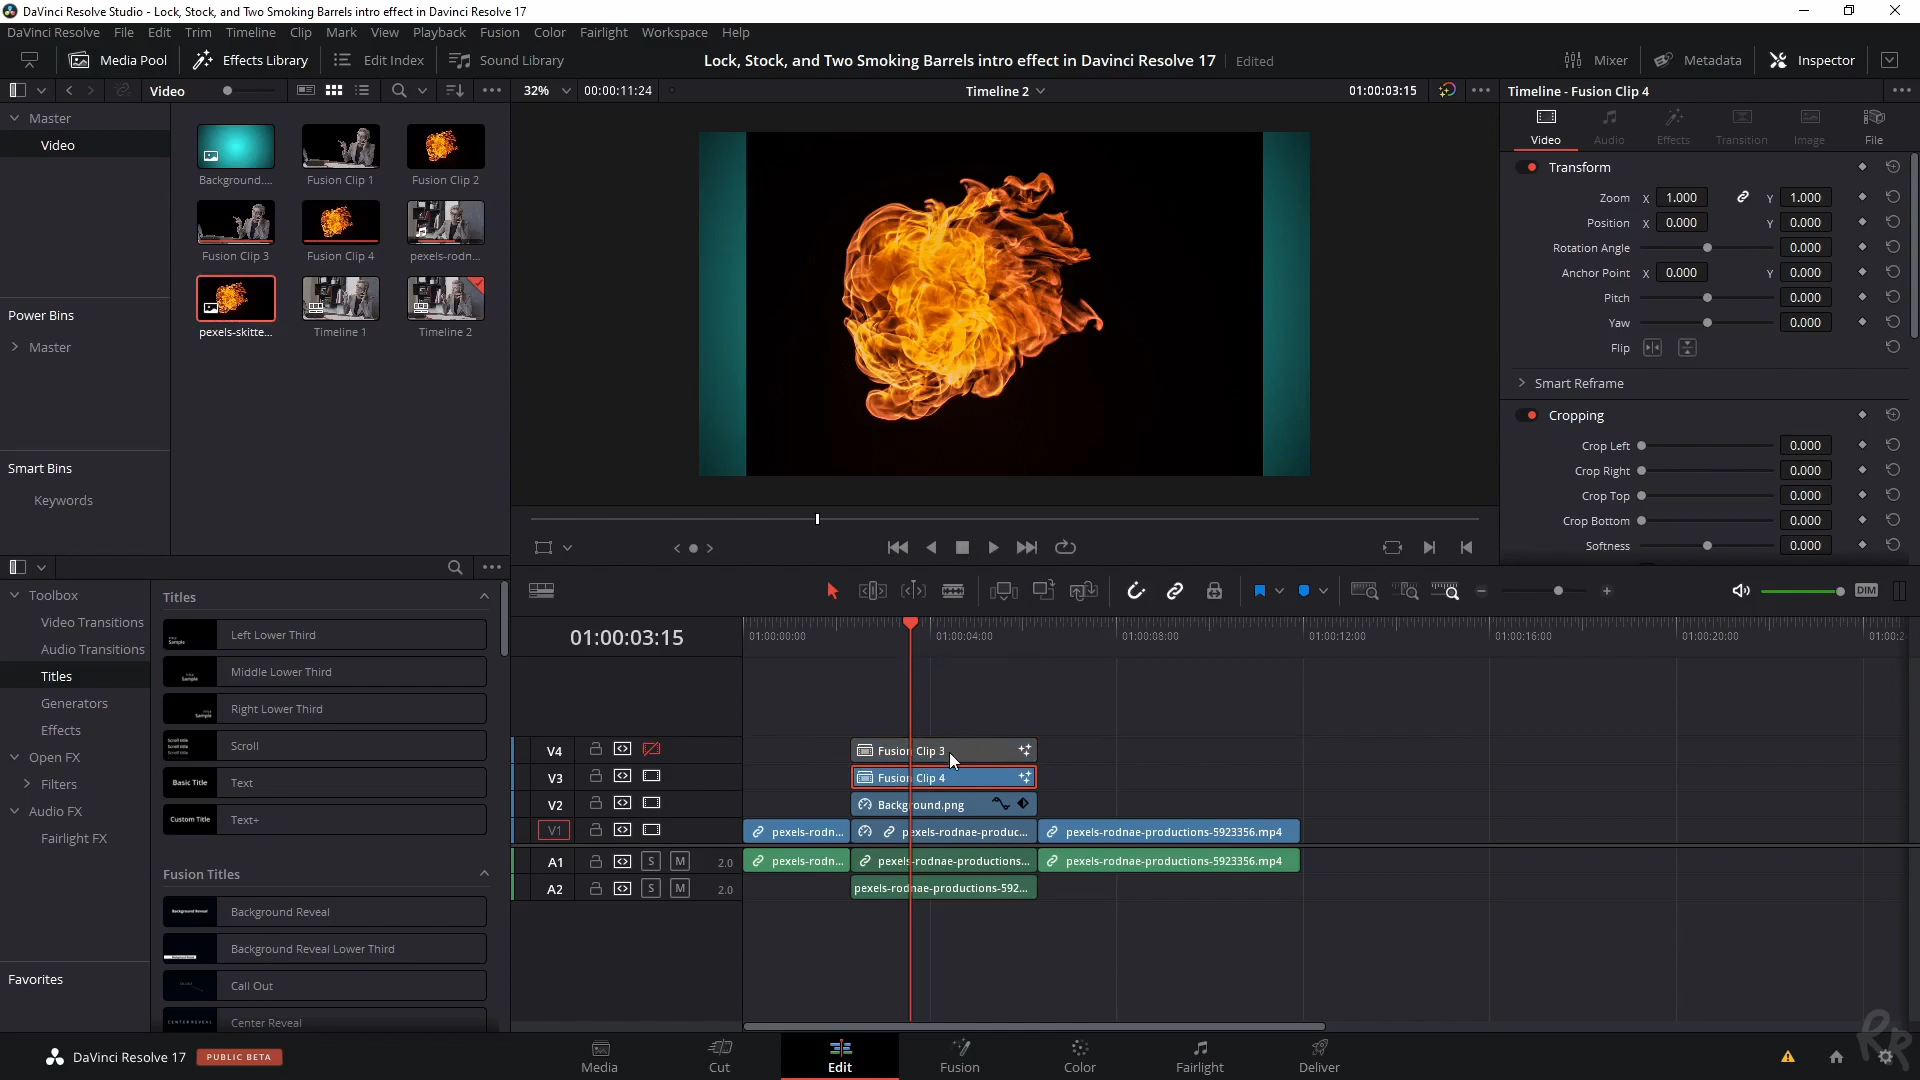 DaVinci Resolve Studio - Lock, Stock, and Two Smoking Barrels intro effect in Davinci Resolve 17
DaVinci Resolve File Edit Trim Timeline Clip Mark View Playback Fusion Color Fairlight Workspace Help
Media Pool Effects Library Edit Index Sound Library Lock, Stock, and Two Smoking Barrels intro effect in Davinci Resolve 17 Edited Mixer Metadata Inspector
Video 32% 00:00:11:24 Timeline 2 01:00:03:15 Timeline - Fusion Clip 4
Master
Video
Power Bins
Master
Smart Bins
Keywords
Background.... Fusion Clip 1 Fusion Clip 2
Fusion Clip 3 Fusion Clip 4 pexels-rodn...
pexels-skitte... Timeline 1 Timeline 2
Video Audio Effects Transition Image File
Transform
Zoom X 1.000 Y 1.000
Position X 0.000 Y 0.000
Rotation Angle 0.000
Anchor Point X 0.000 Y 0.000
Pitch 0.000
Yaw 0.000
Flip
Smart Reframe
Cropping
Crop Left 0.000
Crop Right 0.000
Crop Top 0.000
Crop Bottom 0.000
Softness 0.000
Toolbox
Video Transitions
Audio Transitions
Titles
Generators
Effects
Open FX
Filters
Audio FX
Fairlight FX
Favorites
Titles
Left Lower Third
Middle Lower Third
Right Lower Third
Scroll
Basic Title Text
Custom Title Text+
Fusion Titles
Background Reveal Background Reveal
Background Reveal Lower Third
Call Out
CENTER REVEAL Center Reveal
DIM
01:00:03:15 01:00:00:00 01:00:04:00 01:00:08:00 01:00:12:00 01:00:16:00 01:00:20:00 01:00:2
V4 Fusion Clip 3
V3 Fusion Clip 4
V2 Background.png
V1 pexels-rodn... pexels-rodnae-produc... pexels-rodnae-productions-5923356.mp4
A1 S M 2.0 pexels-rodn... pexels-rodnae-productions... pexels-rodnae-productions-5923356.mp4
A2 S M 2.0 pexels-rodnae-productions-592...
DaVinci Resolve 17 PUBLIC BETA Media Cut Edit Fusion Color Fairlight Deliver
RR